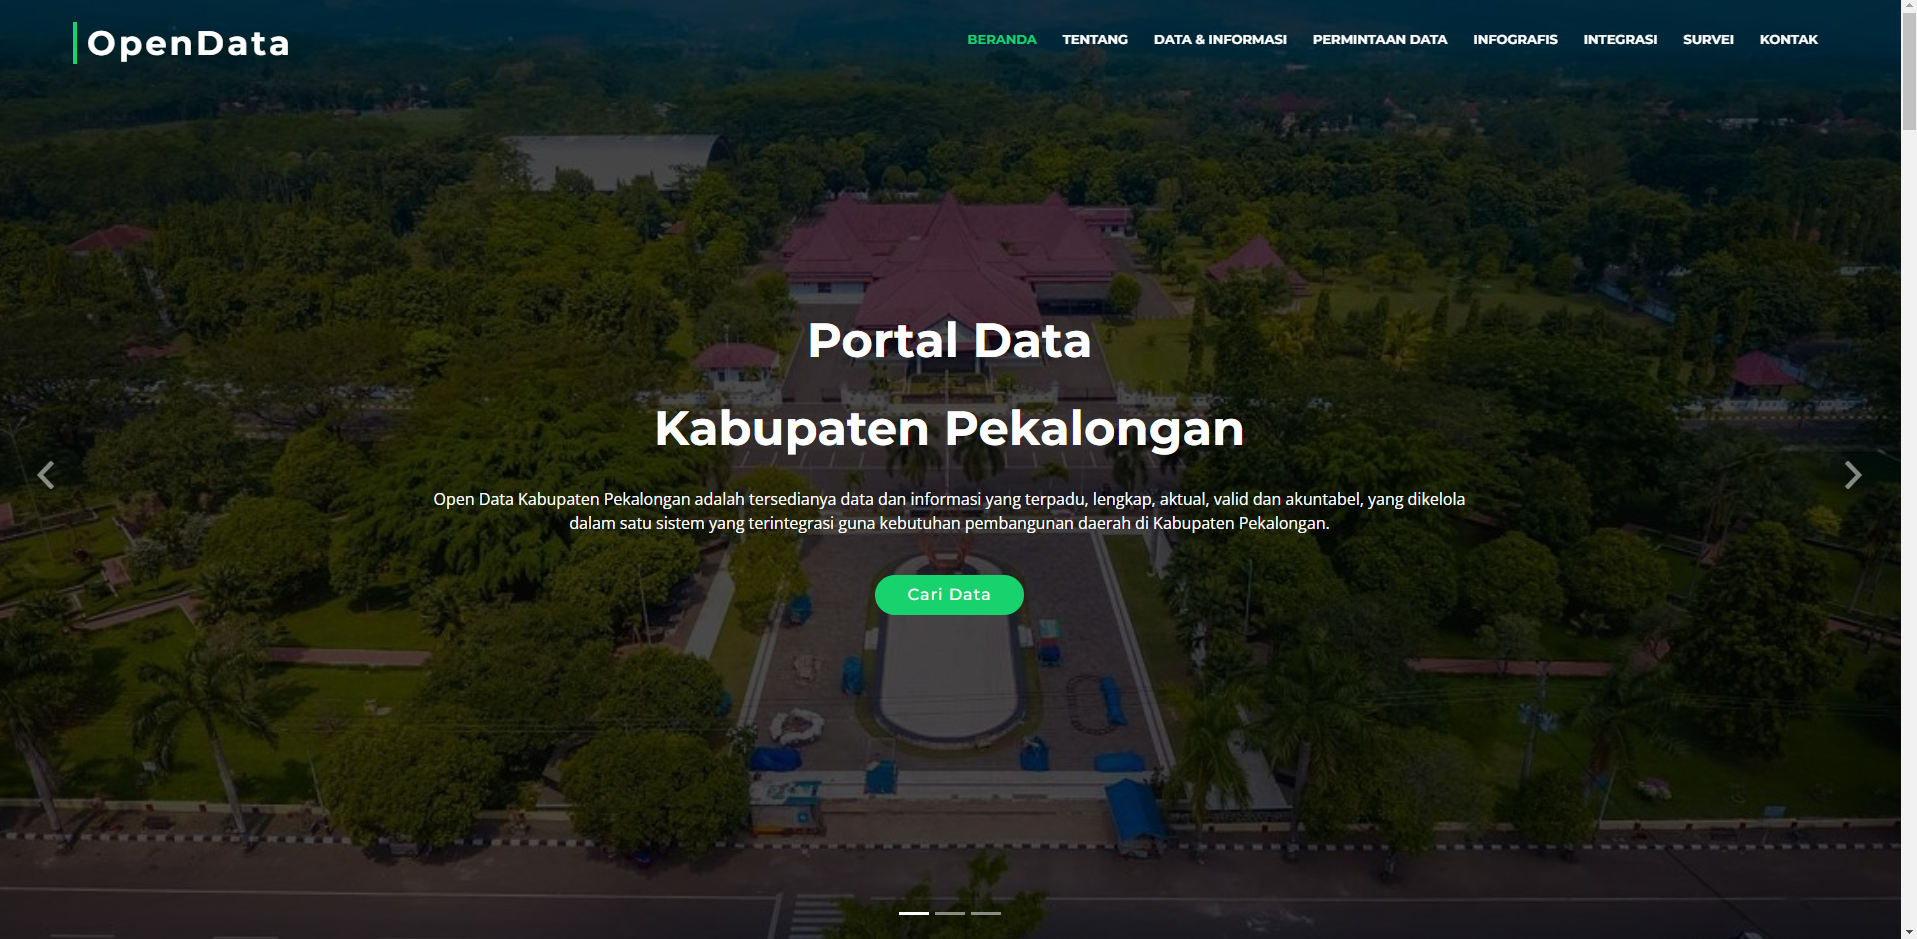 OpenData
BERANDA TENTANG DATA & INFORMASI PERMINTAAN DATA INFOGRAFIS INTEGRASI SURVEI KONTAK
Portal Data
Kabupaten Pekalongan
Open Data Kabupaten Pekalongan adalah tersedianya data dan informasi yang terpadu, lengkap, aktual, valid dan akuntabel, yang dikelola
dalam satu sistem yang terintegrasi guna kebutuhan pembangunan daerah di Kabupaten Pekalongan.
Cari Data